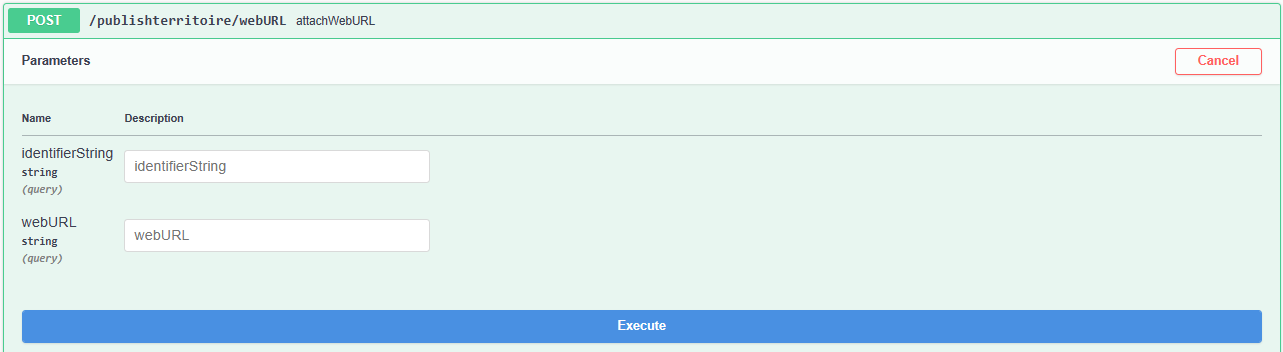 POST /publishterritoire/webURL attachWebURL
Parameters Cancel
Name Description
identifierString
string
(query)
identifierString
webURL
string
(query)
webURL
Execute